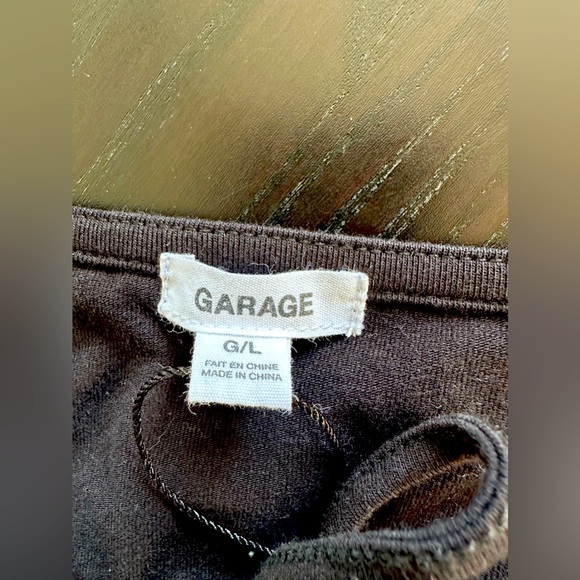 GARAGE
G/L
FAIT EN CHINE
MADE IN CHINA